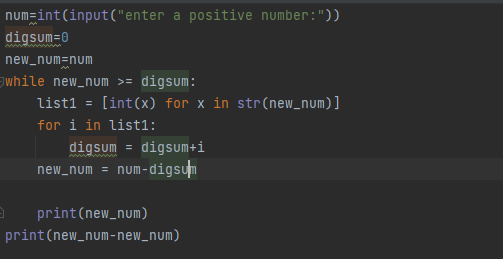 num=int(input("enter a positive number:"))
digsum=0
new_num=num
while new_num >= digsum:
    list1 = [int(x) for x in str(new_num)]
    for i in list1:
        digsum = digsum+i
    new_num = num-digsum

    print(new_num)
print(new_num-new_num)